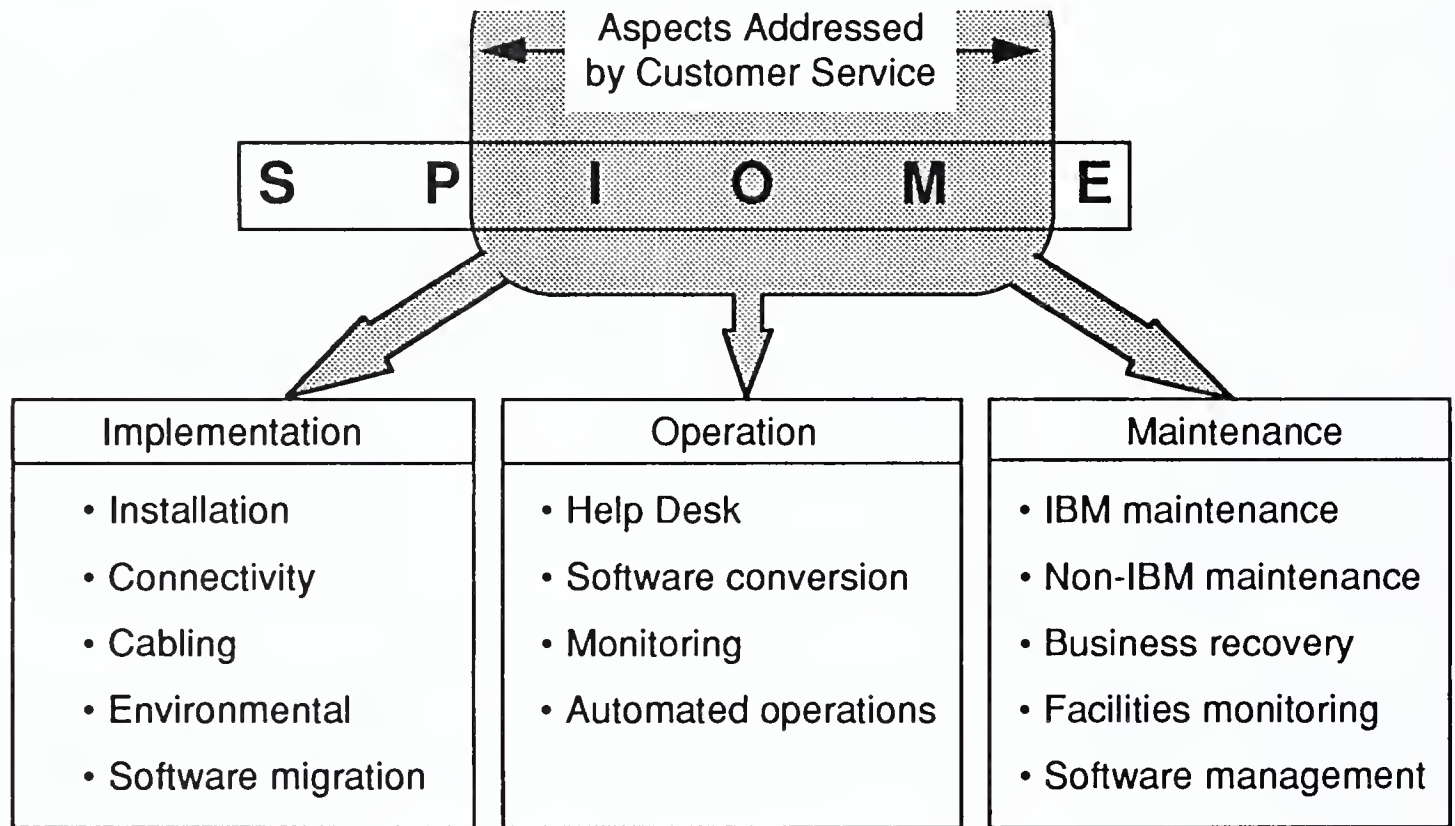 Aspects Addressed
by Customer Service
S P I O M E
Implementation
• Installation
• Connectivity
• Cabling
• Environmental
• Software migration
Operation
• Help Desk
• Software conversion
• Monitoring
• Automated operations
Maintenance
• IBM maintenance
• Non-IBM maintenance
• Business recovery
• Facilities monitoring
• Software management